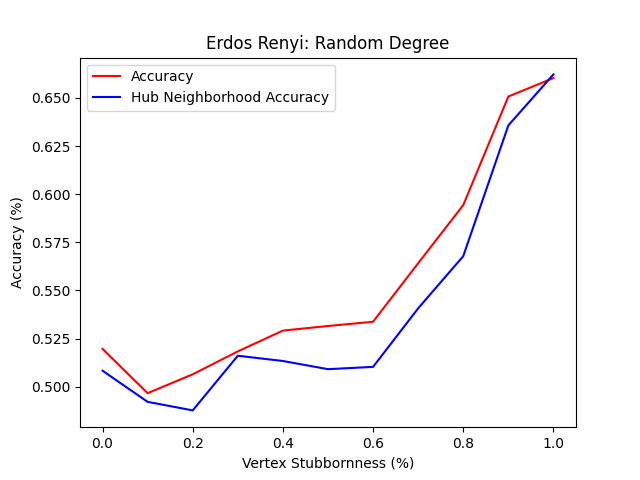 Erdos Renyi: Random Degree
Accuracy
Hub Neighborhood Accuracy
Accuracy (%)
0.650
0.625
0.600
0.575
0.550
0.525
0.500
0.0 0.2 0.4 0.6 0.8 1.0
Vertex Stubbornness (%)